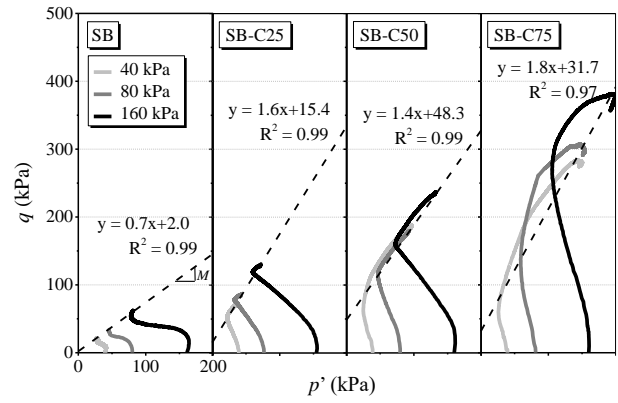 500
400
300
200
100
0
q (kPa)
SB
40 kPa
80 kPa
160 kPa
y = 0.7x+2.0
R² = 0.99
M
SB-C25
y = 1.6x+15.4
R² = 0.99
SB-C50
y = 1.4x+48.3
R² = 0.99
SB-C75
y = 1.8x+31.7
R² = 0.97
0 100 200
p' (kPa)